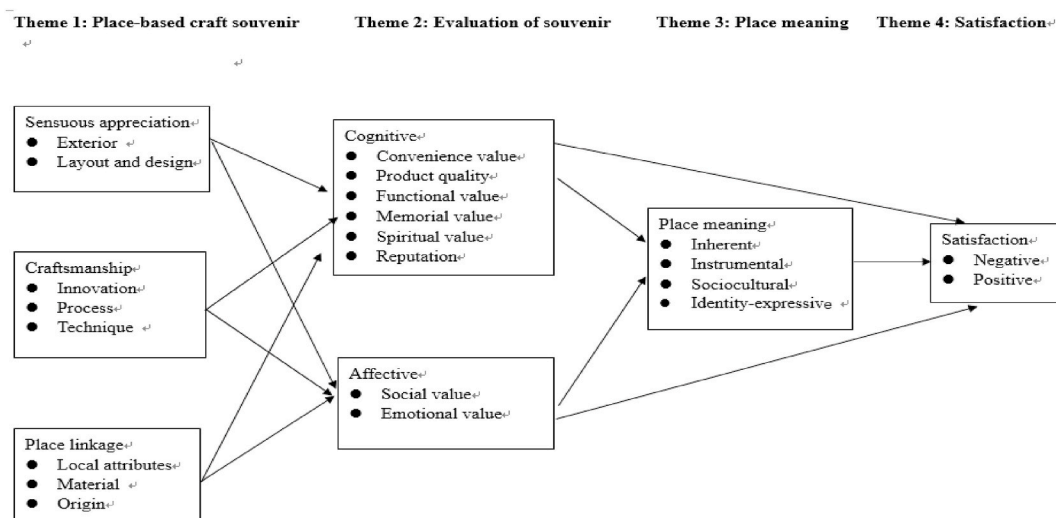 Theme 1: Place-based craft souvenir
Theme 2: Evaluation of souvenir
Theme 3: Place meaning
Theme 4: Satisfaction↵
↵
↵
Sensuous appreciation↵
● Exterior ↵
● Layout and design↵
Craftsmanship↵
● Innovation↵
● Process↵
● Technique ↵
Place linkage↵
● Local attributes↵
● Material ↵
● Origin↵
Cognitive↵
● Convenience value↵
● Product quality↵
● Functional value↵
● Memorial value↵
● Spiritual value↵
● Reputation↵
Affective↵
● Social value↵
● Emotional value↵
Place meaning↵
● Inherent↵
● Instrumental↵
● Sociocultural↵
● Identity-expressive ↵
Satisfaction↵
● Negative↵
● Positive↵